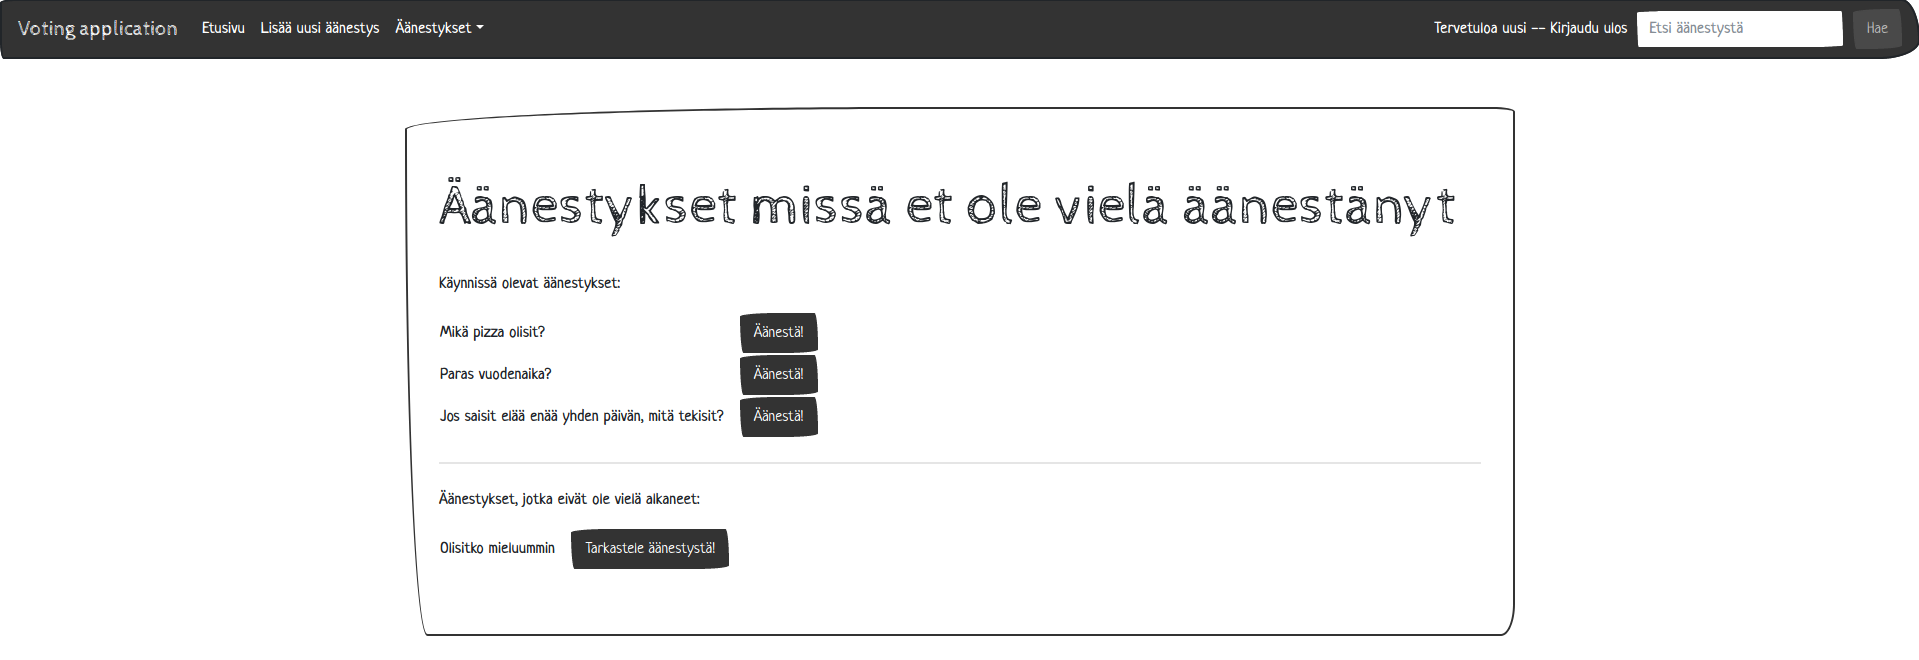 Voting application Etusivu Lisää uusi äänestys Äänestykset Tervetuloa uusi -- Kirjaudu ulos Etsi äänestystä Hae
Äänestykset missä et ole vielä äänestänyt
Käynnissä olevat äänestykset:
Mikä pizza olisit? Äänestä!
Paras vuodenaika? Äänestä!
Jos saisit elää enää yhden päivän, mitä tekisit? Äänestä!
Äänestykset, jotka eivät ole vielä alkaneet:
Olisitko mieluummin Tarkastele äänestystä!